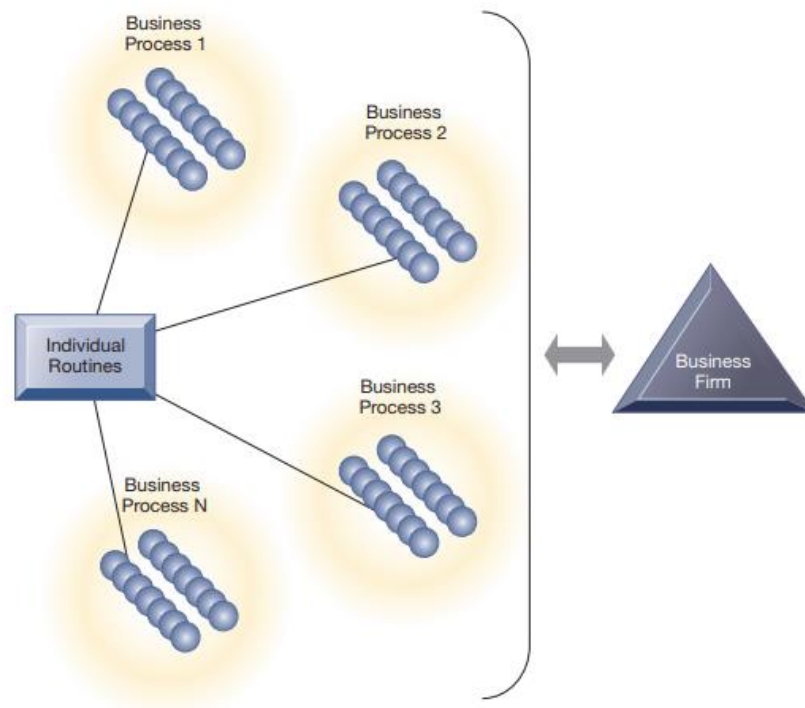 Business
Process 1
Business
Process 2
Individual
Routines
Business
Firm
Business
Process 3
Business
Process N